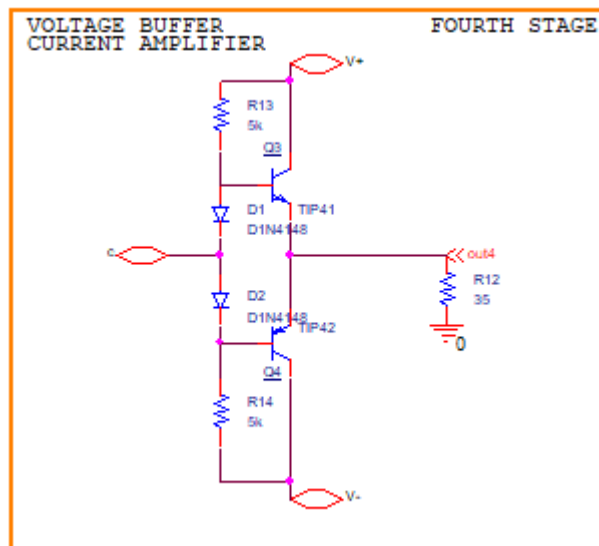 VOLTAGE BUFFER
CURRENT AMPLIFIER
FOURTH STAGE
V+
R13
5k
Q3
TIP41
D1
D1N4148
c
out4
R12
35
0
D2
D1N4148
TIP42
Q4
R14
5k
V-